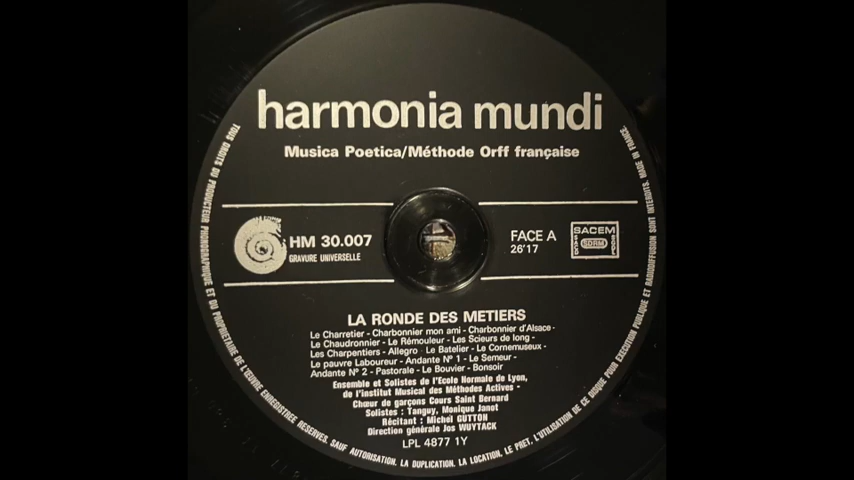 harmonia mundi
Musica Poetica/Méthode Orff française
HM 30.007
GRAVURE UNIVERSELLE
FACE A
26'17
SACEM
SACD SDRM SGDL
LA RONDE DES METIERS
Le Charretier - Charbonnier mon ami - Charbonnier d'Alsace -
Le Chaudronnier - Le Rémouleur - Les Scieurs de long -
Les Charpentiers - Allegro Le Batelier - Le Cornemuseux -
Le pauvre Laboureur - Andante N° 1 - Le Semeur -
Andante N° 2 - Pastorale - Le Bouvier - Bonsoir
Ensemble et Solistes de l'Ecole Normale de Lyon,
de l'institut Musical des Méthodes Actives -
Chœur de garçons Cours Saint Bernard
Solistes : Tanguy, Monique Janot
Récitant : Michel GUTTON
Direction générale Jos WUYTACK
LPL 4877 1Y
TOUS DROITS DU PRODUCTEUR PHONOGRAPHIQUE ET DU PROPRIETAIRE DE L'ŒUVRE ENREGISTREE RESERVES. SAUF AUTORISATION, LA DUPLICATION, LA LOCATION, LE PRET, L'UTILISATION DE CE DISQUE POUR EXECUTION PUBLIQUE ET RADIODIFFUSION SONT INTERDITS. MADE IN FRANCE.